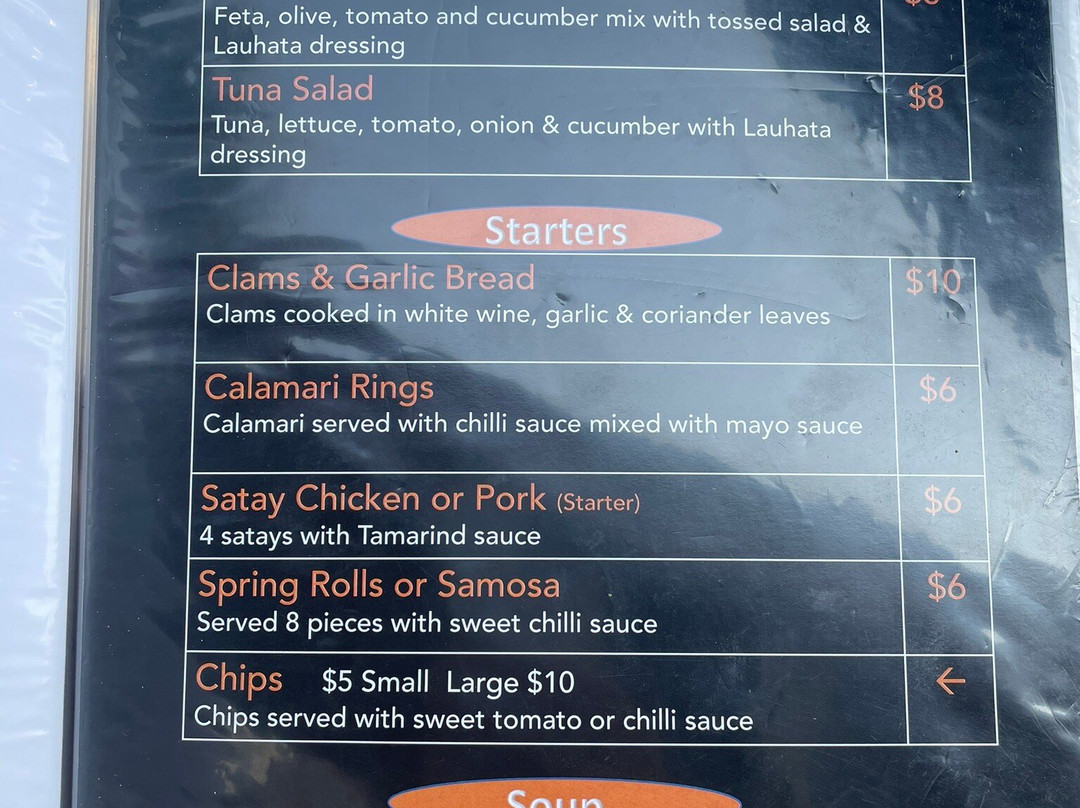 Feta, olive, tomato and cucumber mix with tossed salad &
Lauhata dressing
Tuna Salad $8
Tuna, lettuce, tomato, onion & cucumber with Lauhata
dressing
Starters
Clams & Garlic Bread $10
Clams cooked in white wine, garlic & coriander leaves
Calamari Rings $6
Calamari served with chilli sauce mixed with mayo sauce
Satay Chicken or Pork (Starter) $6
4 satays with Tamarind sauce
Spring Rolls or Samosa $6
Served 8 pieces with sweet chilli sauce
Chips $5 Small Large $10 ←
Chips served with sweet tomato or chilli sauce
Soup